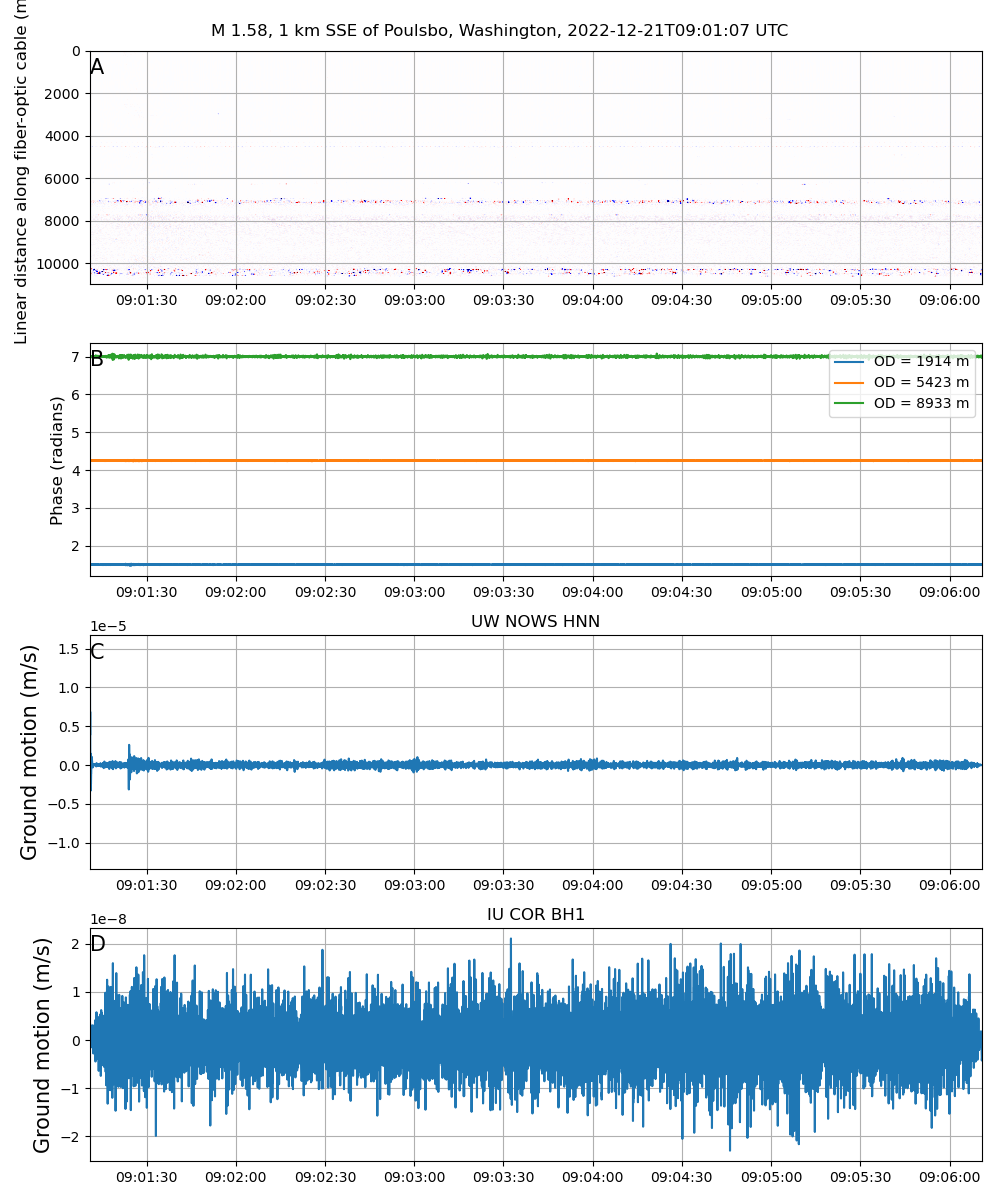 M 1.58, 1 km SSE of Poulsbo, Washington, 2022-12-21T09:01:07 UTC
Linear distance along fiber-optic cable (m
A
0
2000
4000
6000
8000
10000
09:01:30 09:02:00 09:02:30 09:03:00 09:03:30 09:04:00 09:04:30 09:05:00 09:05:30 09:06:00
Phase (radians)
B
7
6
5
4
3
2
OD = 1914 m
OD = 5423 m
OD = 8933 m
09:01:30 09:02:00 09:02:30 09:03:00 09:03:30 09:04:00 09:04:30 09:05:00 09:05:30 09:06:00
UW NOWS HNN
1e−5
Ground motion (m/s)
C
1.5
1.0
0.5
0.0
−0.5
−1.0
09:01:30 09:02:00 09:02:30 09:03:00 09:03:30 09:04:00 09:04:30 09:05:00 09:05:30 09:06:00
IU COR BH1
1e−8
Ground motion (m/s)
D
2
1
0
−1
−2
09:01:30 09:02:00 09:02:30 09:03:00 09:03:30 09:04:00 09:04:30 09:05:00 09:05:30 09:06:00